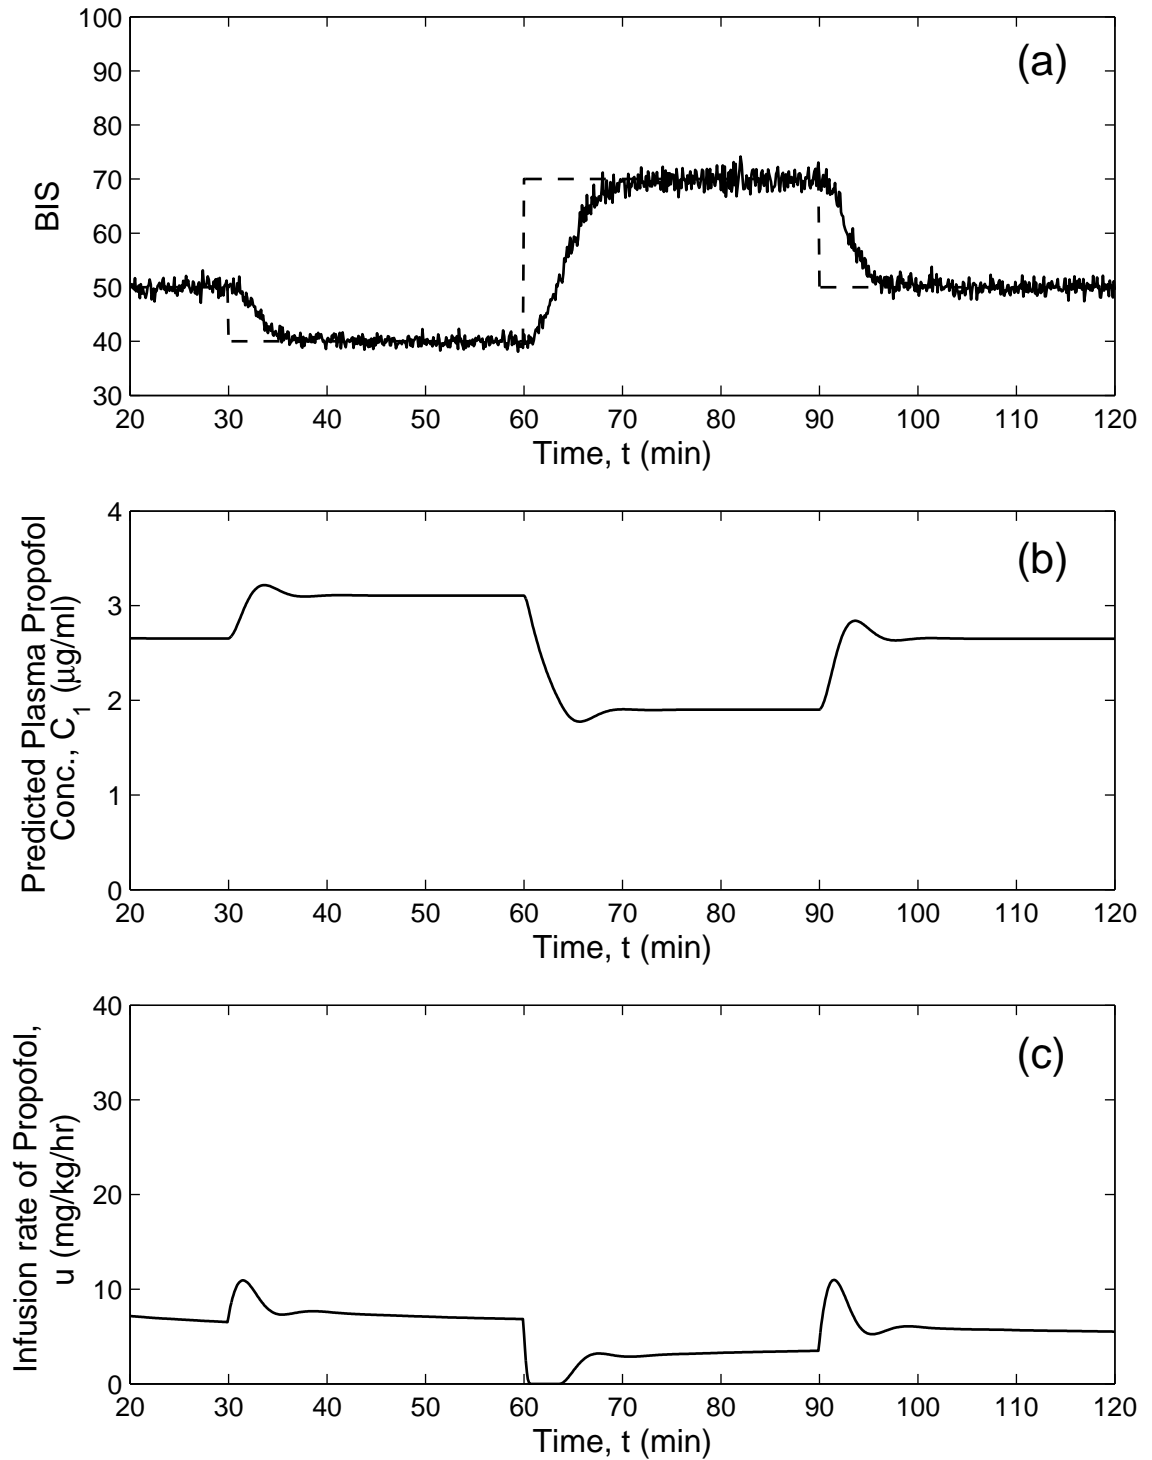 100
90
80
70
60
50
40
30
BIS
(a)
20 30 40 50 60 70 80 90 100 110 120
Time, t (min)
4
3
2
1
0
Predicted Plasma Propofol
Conc., C1 (μg/ml)
(b)
20 30 40 50 60 70 80 90 100 110 120
Time, t (min)
40
30
20
10
0
Infusion rate of Propofol,
u (mg/kg/hr)
(c)
20 30 40 50 60 70 80 90 100 110 120
Time, t (min)